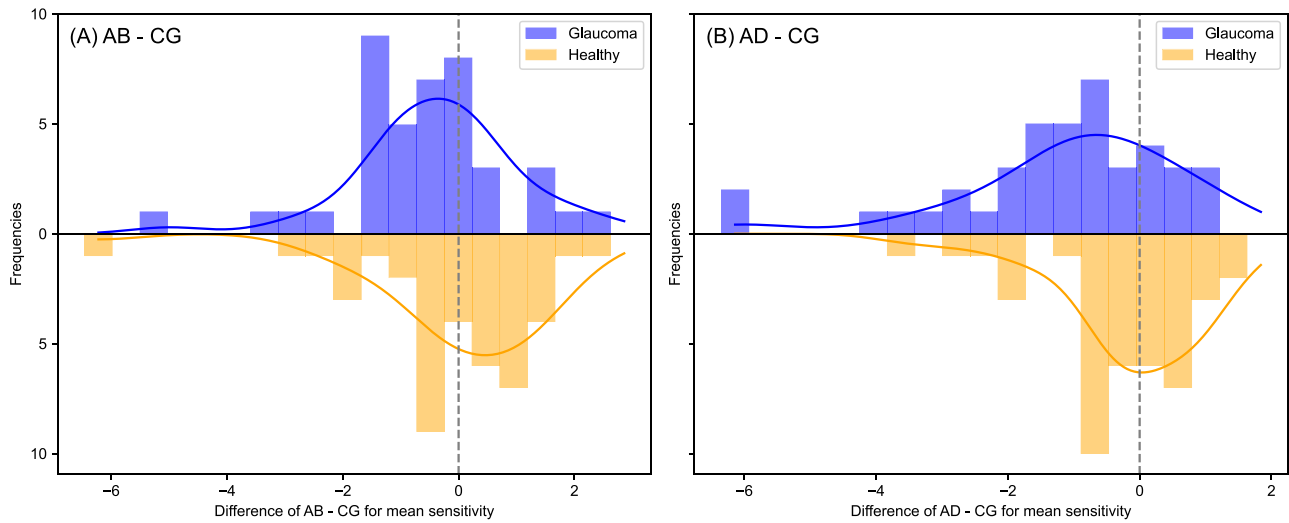 (A) AB - CG
Glaucoma
Healthy
10
5
0
5
10
Frequencies
Frequencies
−6 −4 −2 0 2
Difference of AB - CG for mean sensitivity
(B) AD - CG
Glaucoma
Healthy
Frequencies
Frequencies
−6 −4 −2 0 2
Difference of AD - CG for mean sensitivity